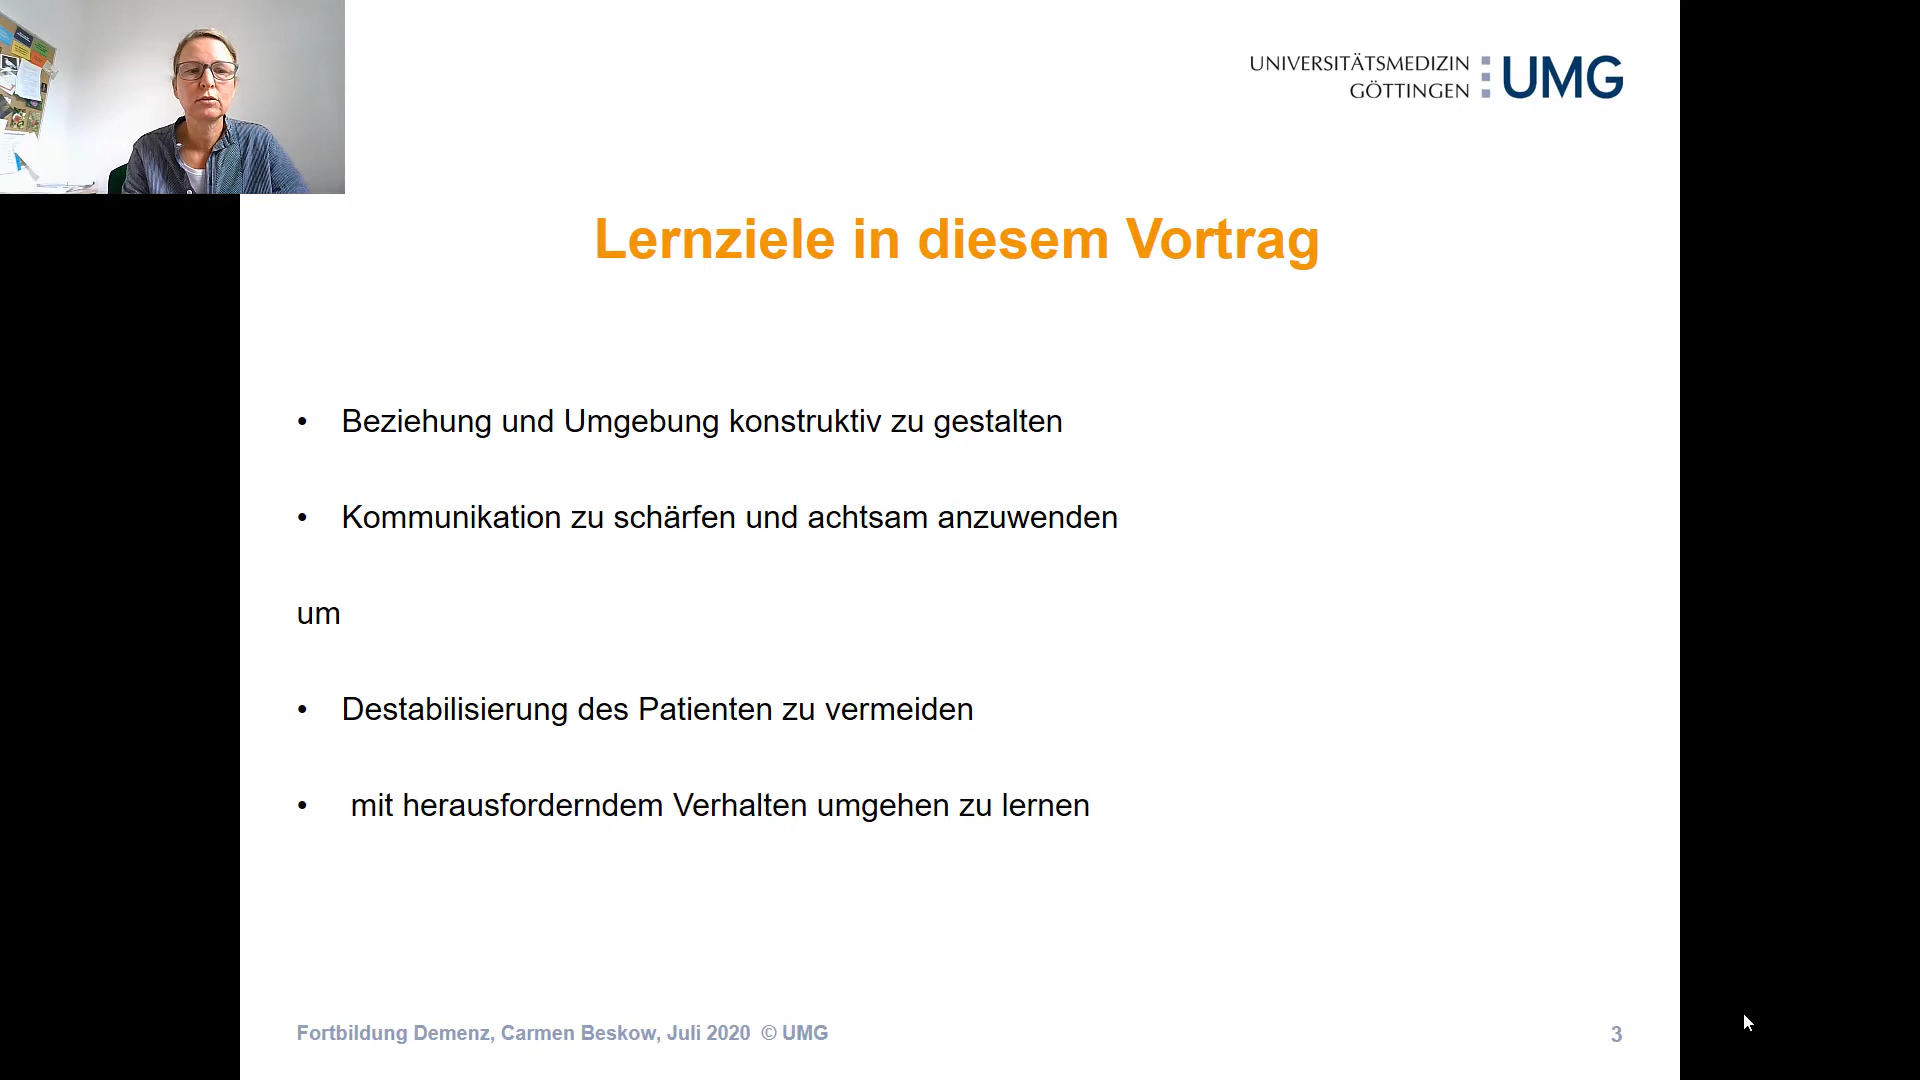 UNIVERSITÄTSMEDIZIN
GÖTTINGEN
UMG
Lernziele in diesem Vortrag
• Beziehung und Umgebung konstruktiv zu gestalten
• Kommunikation zu schärfen und achtsam anzuwenden
um
• Destabilisierung des Patienten zu vermeiden
• mit herausforderndem Verhalten umgehen zu lernen
Fortbildung Demenz, Carmen Beskow, Juli 2020 © UMG
3